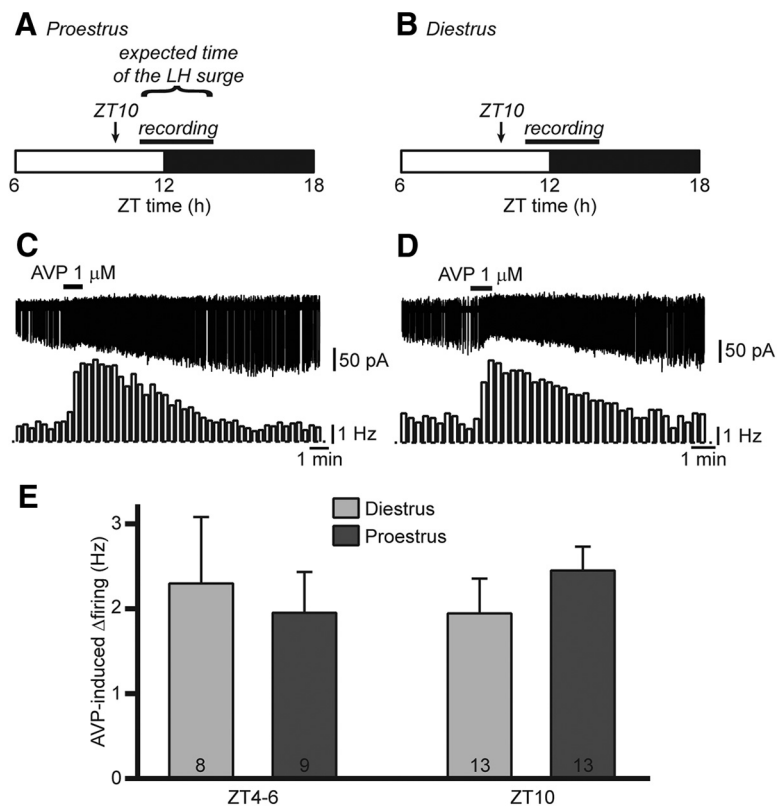 A Proestrus
expected time
of the LH surge
ZT10
recording
6 12 18
ZT time (h)
B Diestrus
ZT10
recording
6 12 18
ZT time (h)
C
AVP 1 μM
50 pA
1 Hz
1 min
D
AVP 1 μM
50 pA
1 Hz
1 min
E
Diestrus
Proestrus
AVP-induced Δfiring (Hz)
3
2
1
0
8 9 13 13
ZT4-6 ZT10